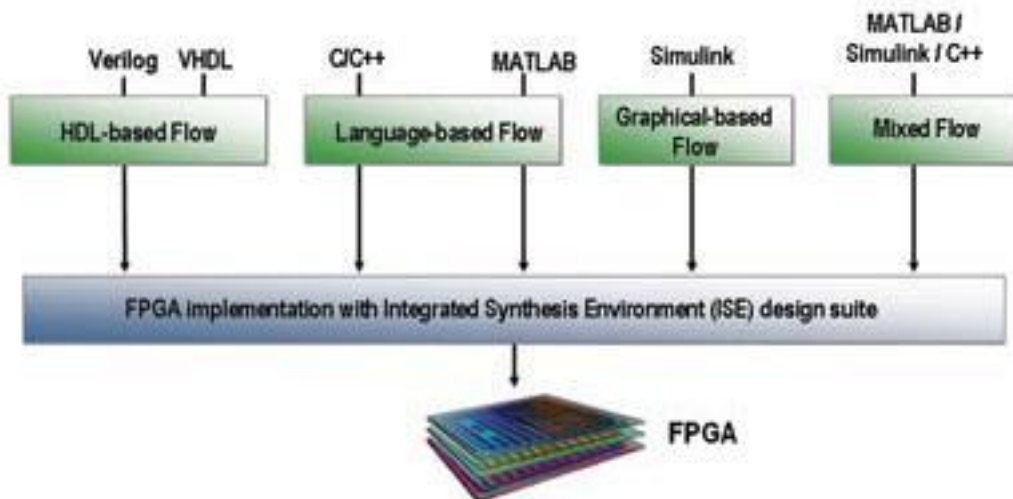 Verilog VHDL
HDL-based Flow
C/C++ MATLAB
Language-based Flow
Simulink
Graphical-based
Flow
MATLAB /
Simulink / C++
Mixed Flow
FPGA implementation with Integrated Synthesis Environment (ISE) design suite
FPGA